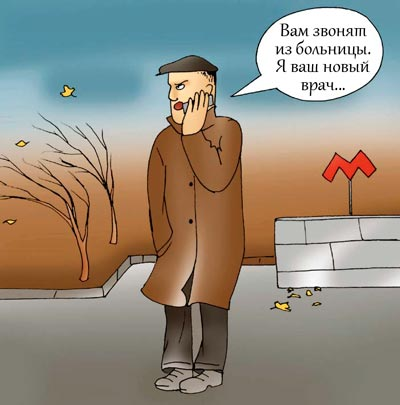 Вам звонят
из больницы.
Я ваш новый
врач...
М